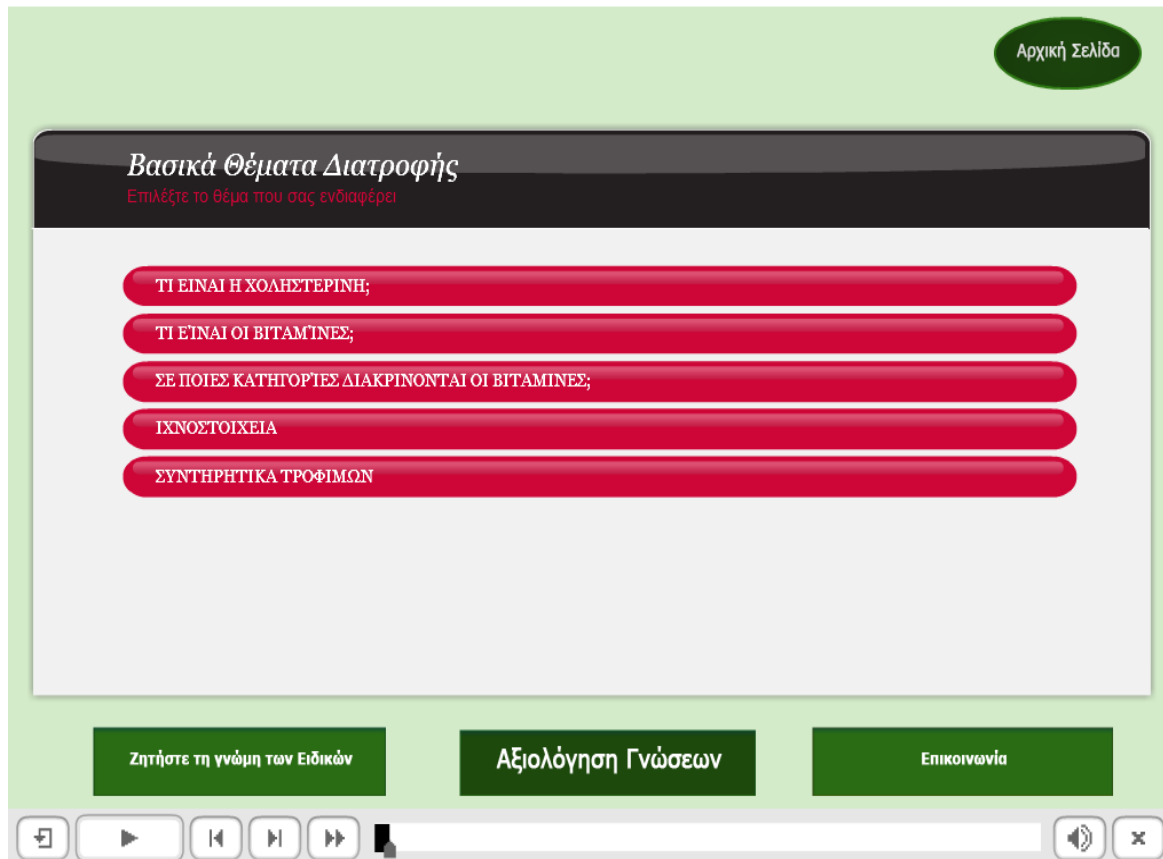 Αρχική Σελίδα
Βασικά Θέματα Διατροφής
Επιλέξτε το θέμα που σας ενδιαφέρει
ΤΙ ΕΙΝΑΙ Η ΧΟΛΗΣΤΕΡΙΝΗ;
ΤΙ ΕΊΝΑΙ ΟΙ ΒΙΤΑΜΊΝΕΣ;
ΣΕ ΠΟΙΕΣ ΚΑΤΗΓΟΡΊΕΣ ΔΙΑΚΡΙΝΟΝΤΑΙ ΟΙ ΒΙΤΑΜΙΝΕΣ;
ΙΧΝΟΣΤΟΙΧΕΙΑ
ΣΥΝΤΗΡΗΤΙΚΑ ΤΡΟΦΙΜΩΝ
Ζητήστε τη γνώμη των Ειδικών
Αξιολόγηση Γνώσεων
Επικοινωνία